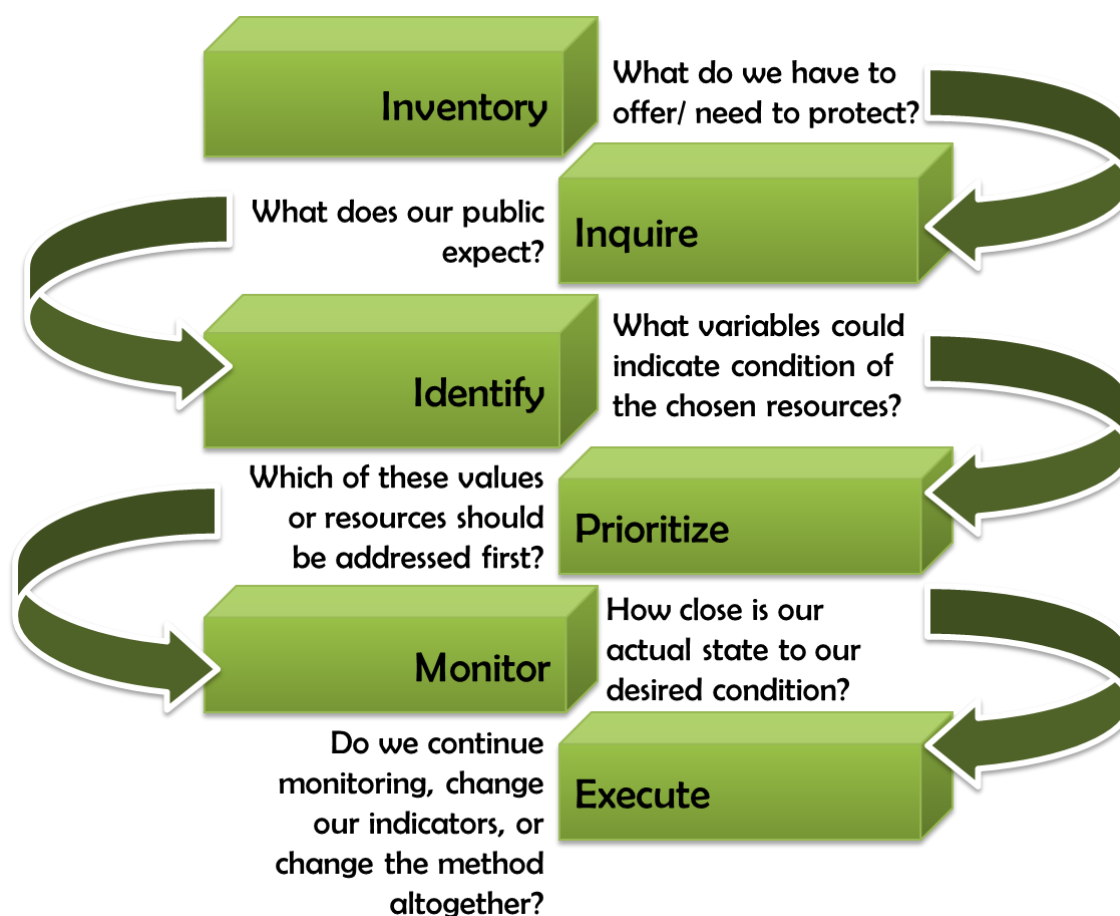 Inventory
What do we have to
offer/ need to protect?
Inquire
What does our public
expect?
Identify
What variables could
indicate condition of
the chosen resources?
Prioritize
Which of these values
or resources should
be addressed first?
Monitor
How close is our
actual state to our
desired condition?
Execute
Do we continue
monitoring, change
our indicators, or
change the method
altogether?